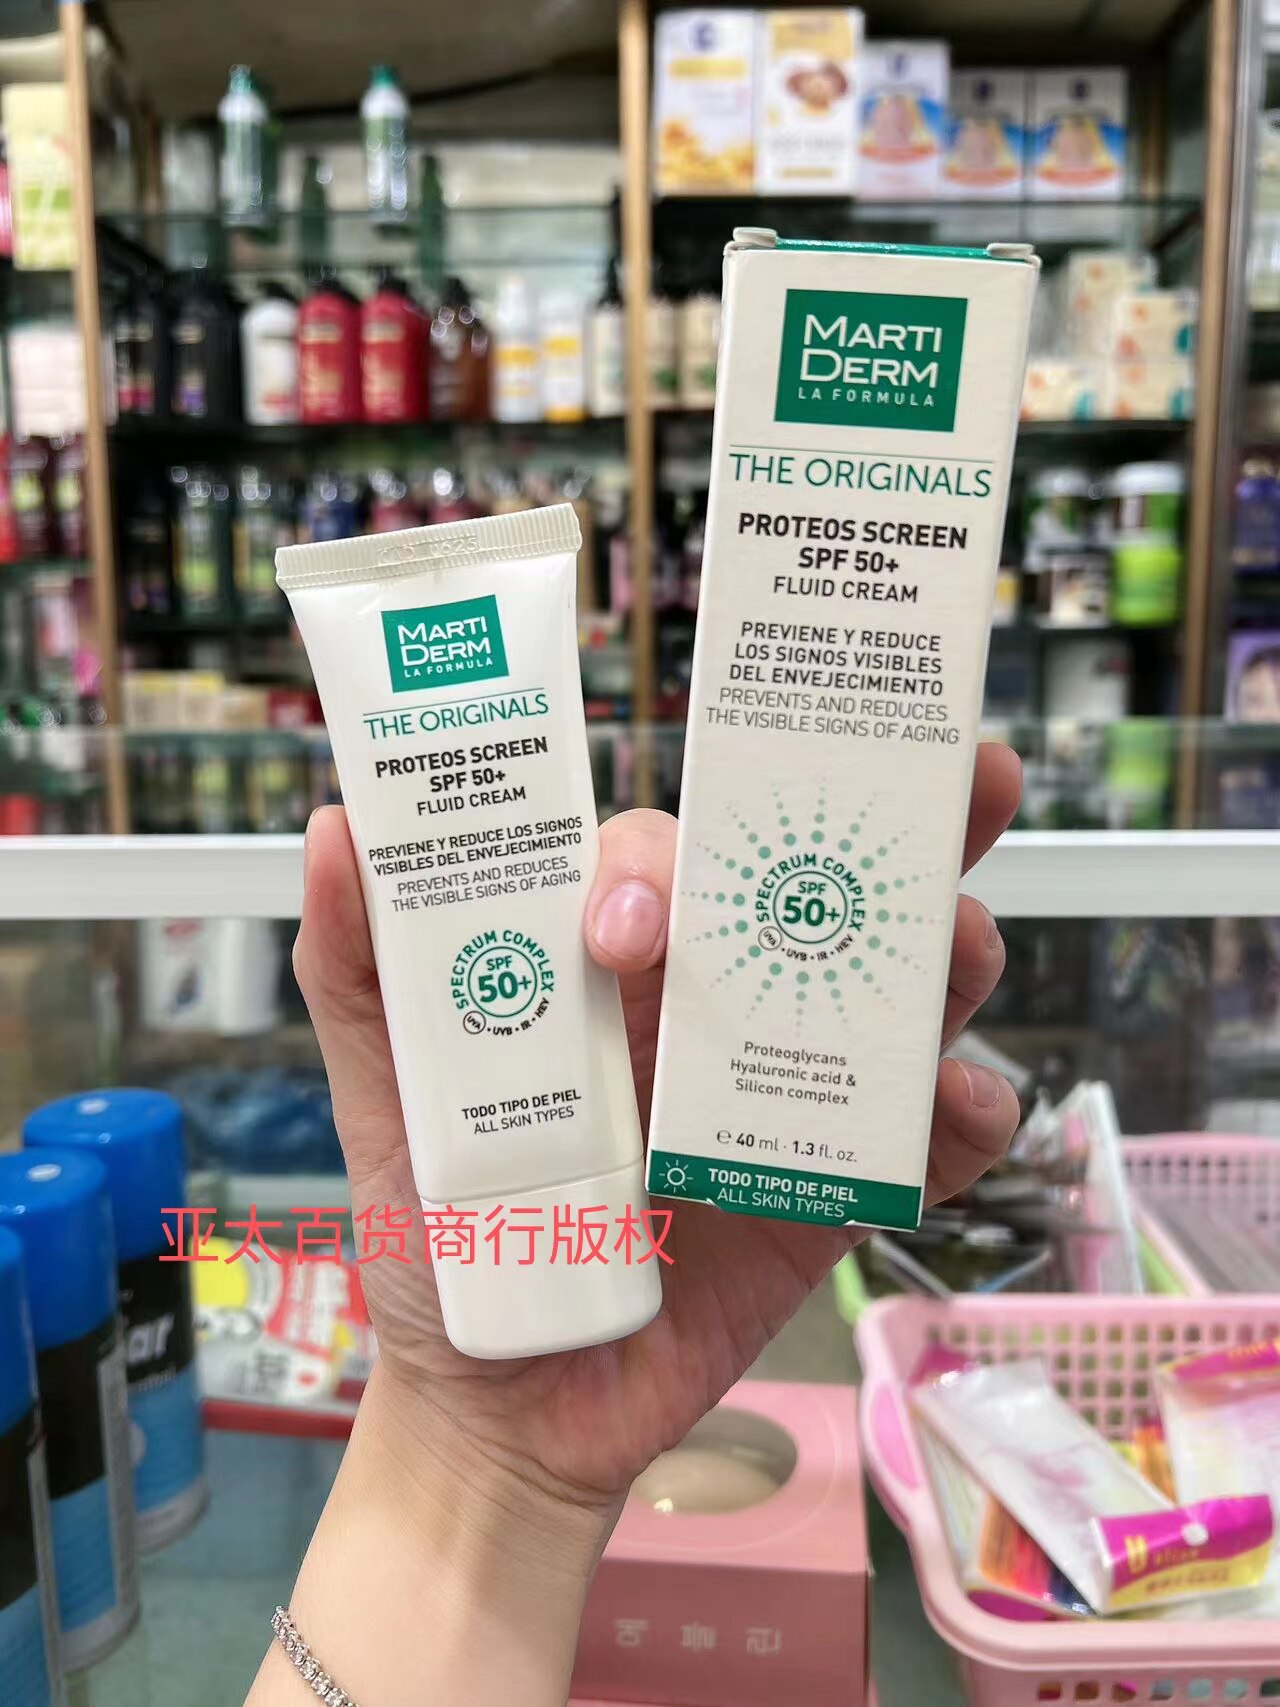 MARTI
DERM
LA FORMULA
THE ORIGINALS
PROTEOS SCREEN
SPF 50+
FLUID CREAM
PREVIENE Y REDUCE
LOS SIGNOS VISIBLES
DEL ENVEJECIMIENTO
PREVENTS AND REDUCES
THE VISIBLE SIGNS OF AGING
SPECTRUM COMPLEX
SPF
50+
UVA • UVB • IR • HEV
Proteoglycans
Hyaluronic acid &
Silicon complex
e 40 ml · 1.3 fl. oz.
TODO TIPO DE PIEL
ALL SKIN TYPES
MARTI
DERM
LA FORMULA
THE ORIGINALS
PROTEOS SCREEN
SPF 50+
FLUID CREAM
PREVIENE Y REDUCE LOS SIGNOS
VISIBLES DEL ENVEJECIMIENTO
PREVENTS AND REDUCES
THE VISIBLE SIGNS OF AGING
SPECTRUM COMPLEX
SPF
50+
UVA • UVB • IR • HEV
TODO TIPO DE PIEL
ALL SKIN TYPES
亚太百货商行版权
에블린